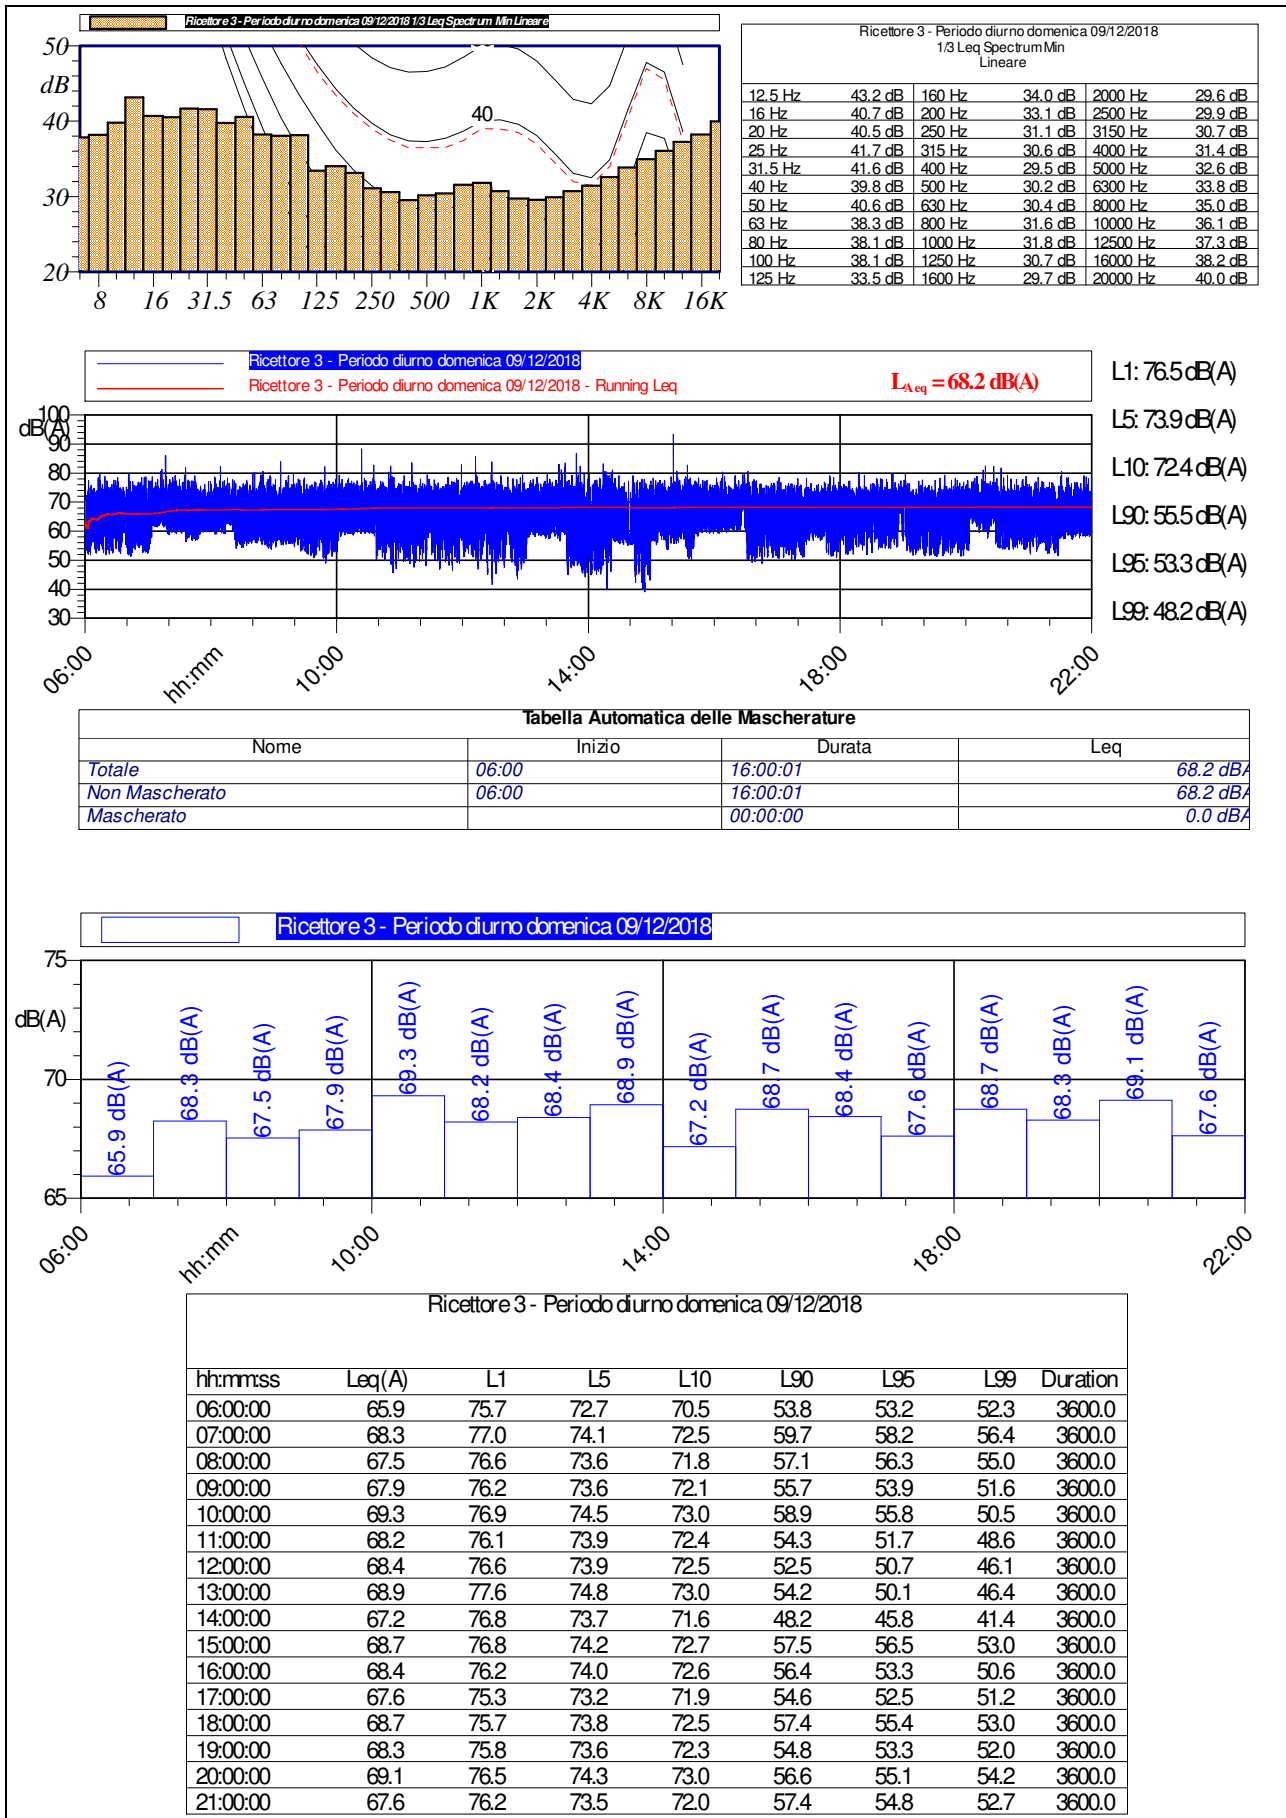 Ricettore 3 - Periodo diurno domenica 09/12/2018 1/3 Leq Spectrum Min Lineare
50
dB
40
30
20
40
8 16 31.5 63 125 250 500 1K 2K 4K 8K 16K
Ricettore 3 - Periodo diurno domenica 09/12/2018
1/3 Leq Spectrum Min
Lineare
12.5 Hz 43.2 dB 160 Hz 34.0 dB 2000 Hz 29.6 dB
16 Hz 40.7 dB 200 Hz 33.1 dB 2500 Hz 29.9 dB
20 Hz 40.5 dB 250 Hz 31.1 dB 3150 Hz 30.7 dB
25 Hz 41.7 dB 315 Hz 30.6 dB 4000 Hz 31.4 dB
31.5 Hz 41.6 dB 400 Hz 29.5 dB 5000 Hz 32.6 dB
40 Hz 39.8 dB 500 Hz 30.2 dB 6300 Hz 33.8 dB
50 Hz 40.6 dB 630 Hz 30.4 dB 8000 Hz 35.0 dB
63 Hz 38.3 dB 800 Hz 31.6 dB 10000 Hz 36.1 dB
80 Hz 38.1 dB 1000 Hz 31.8 dB 12500 Hz 37.3 dB
100 Hz 38.1 dB 1250 Hz 30.7 dB 16000 Hz 38.2 dB
125 Hz 33.5 dB 1600 Hz 29.7 dB 20000 Hz 40.0 dB
Ricettore 3 - Periodo diurno domenica 09/12/2018
Ricettore 3 - Periodo diurno domenica 09/12/2018 - Running Leq
LAeq = 68.2 dB(A)
dB(A)
100
90
80
70
60
50
40
30
06:00 hh:mm 10:00 14:00 18:00 22:00
L1: 76.5 dB(A)
L5: 73.9 dB(A)
L10: 72.4 dB(A)
L90: 55.5 dB(A)
L95: 53.3 dB(A)
L99: 48.2 dB(A)
Tabella Automatica delle Mascherature
Nome Inizio Durata Leq
Totale 06:00 16:00:01 68.2 dBA
Non Mascherato 06:00 16:00:01 68.2 dBA
Mascherato 00:00:00 0.0 dBA
Ricettore 3 - Periodo diurno domenica 09/12/2018
75
dB(A)
70
65
65.9 dB(A)
68.3 dB(A)
67.5 dB(A)
67.9 dB(A)
69.3 dB(A)
68.2 dB(A)
68.4 dB(A)
68.9 dB(A)
67.2 dB(A)
68.7 dB(A)
68.4 dB(A)
67.6 dB(A)
68.7 dB(A)
68.3 dB(A)
69.1 dB(A)
67.6 dB(A)
06:00 hh:mm 10:00 14:00 18:00 22:00
Ricettore 3 - Periodo diurno domenica 09/12/2018
hh:mm:ss Leq(A) L1 L5 L10 L90 L95 L99 Duration
06:00:00 65.9 75.7 72.7 70.5 53.8 53.2 52.3 3600.0
07:00:00 68.3 77.0 74.1 72.5 59.7 58.2 56.4 3600.0
08:00:00 67.5 76.6 73.6 71.8 57.1 56.3 55.0 3600.0
09:00:00 67.9 76.2 73.6 72.1 55.7 53.9 51.6 3600.0
10:00:00 69.3 76.9 74.5 73.0 58.9 55.8 50.5 3600.0
11:00:00 68.2 76.1 73.9 72.4 54.3 51.7 48.6 3600.0
12:00:00 68.4 76.6 73.9 72.5 52.5 50.7 46.1 3600.0
13:00:00 68.9 77.6 74.8 73.0 54.2 50.1 46.4 3600.0
14:00:00 67.2 76.8 73.7 71.6 48.2 45.8 41.4 3600.0
15:00:00 68.7 76.8 74.2 72.7 57.5 56.5 53.0 3600.0
16:00:00 68.4 76.2 74.0 72.6 56.4 53.3 50.6 3600.0
17:00:00 67.6 75.3 73.2 71.9 54.6 52.5 51.2 3600.0
18:00:00 68.7 75.7 73.8 72.5 57.4 55.4 53.0 3600.0
19:00:00 68.3 75.8 73.6 72.3 54.8 53.3 52.0 3600.0
20:00:00 69.1 76.5 74.3 73.0 56.6 55.1 54.2 3600.0
21:00:00 67.6 76.2 73.5 72.0 57.4 54.8 52.7 3600.0